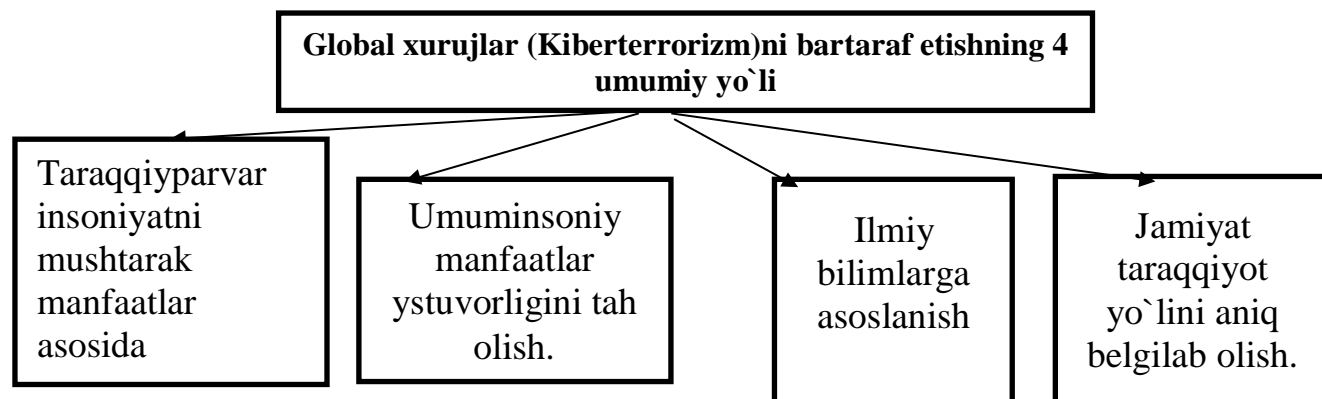 Global xurujlar (Kiberterrorizm)ni bartaraf etishning 4
umumiy yo`li
Taraqqiyparvar
insoniyatni
mushtarak
manfaatlar
asosida
Umuminsoniy
manfaatlar
ystuvorligini tah
olish.
Ilmiy
bilimlarga
asoslanish
Jamiyat
taraqqiyot
yo`lini aniq
belgilab olish.